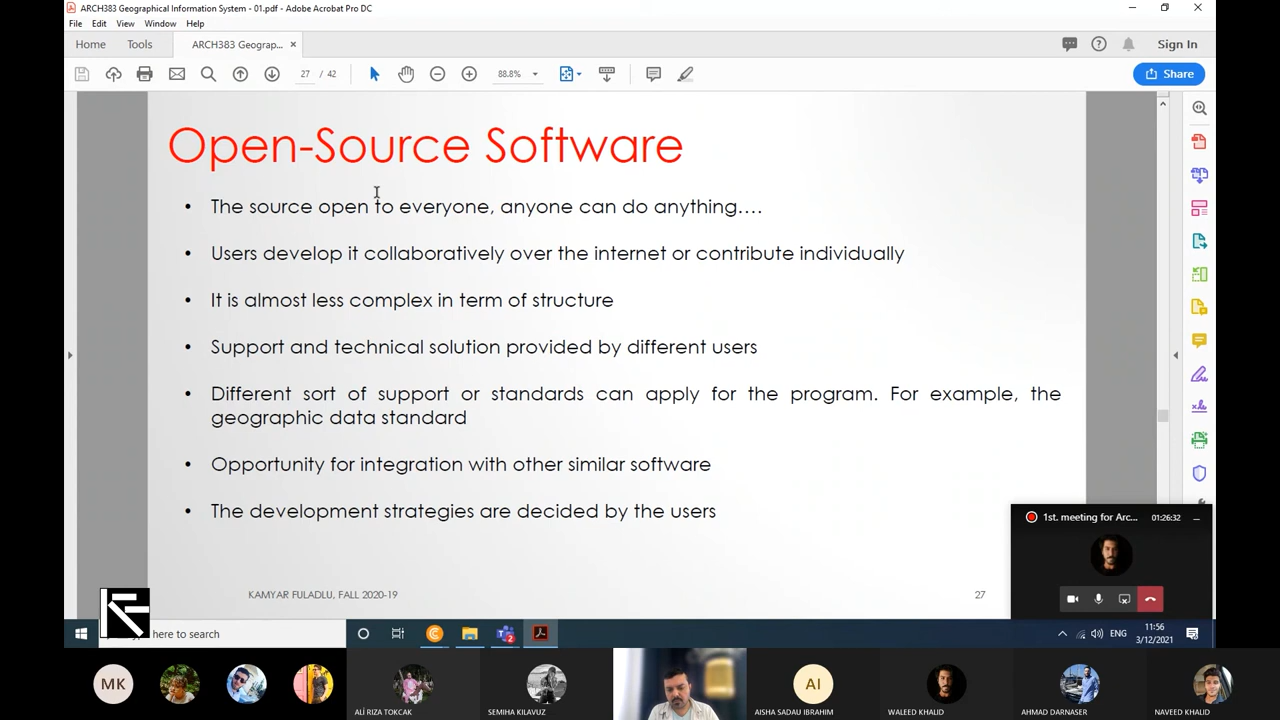 ARCH383 Geographical Information System - 01.pdf - Adobe Acrobat Pro DC
File Edit View Window Help
Home Tools ARCH383 Geograp... × Sign In
27 / 42 88.8% Share
Open-Source Software
• The source open to everyone, anyone can do anything....
• Users develop it collaboratively over the internet or contribute individually
• It is almost less complex in term of structure
• Support and technical solution provided by different users
• Different sort of support or standards can apply for the program. For example, the
geographic data standard
• Opportunity for integration with other similar software
• The development strategies are decided by the users
1st. meeting for Arc... 01:26:32
KAMYAR FULADLU, FALL 2020-19 27
here to search
ENG
11:56
3/12/2021
MK
AI
ALİ RIZA TOKCAK
SEMIHA KILAVUZ
AISHA SADAU IBRAHIM
WALEED KHALID
AHMAD DARNASER
NAVEED KHALID